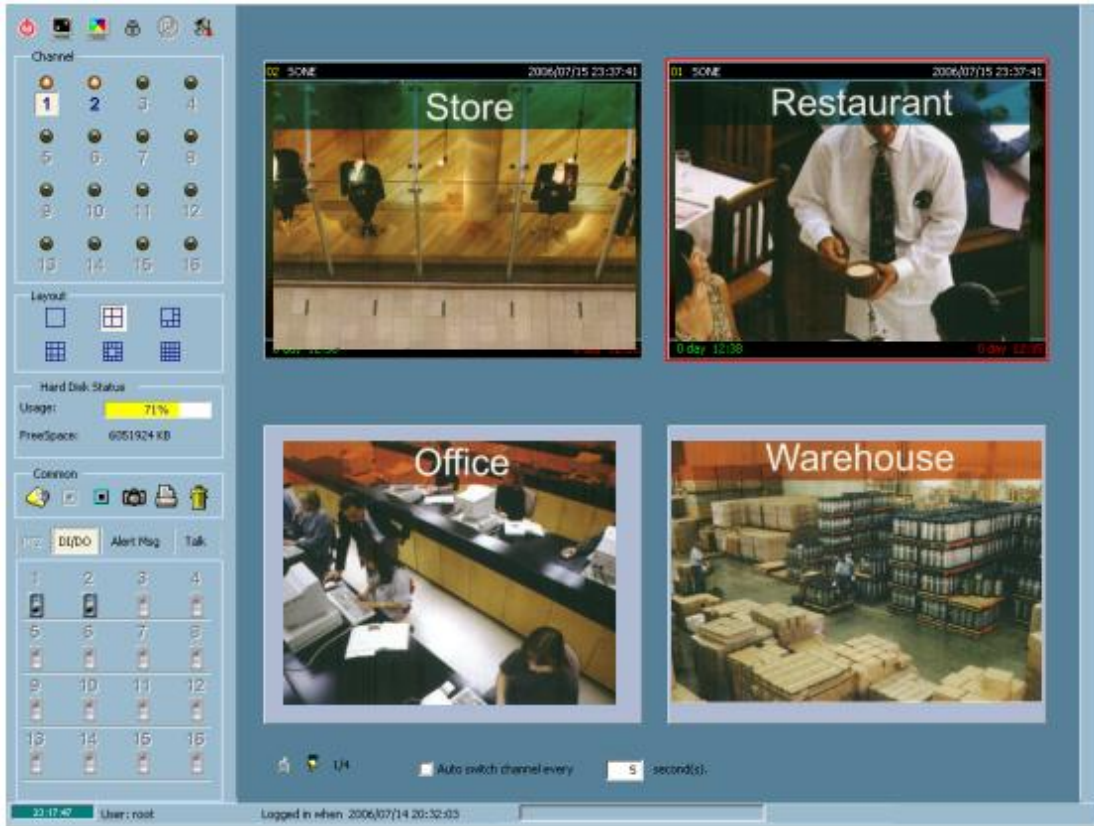 Channel
1 2 3 4
5 6 7 8
9 10 11 12
13 14 15 16
Layout
Hard Disk Status
Usage: 71%
FreeSpace: 6051924 KB
Common
DI/DO Alert Msg Talk
1 2 3 4
5 6 7 8
9 10 11 12
13 14 15 16
22:17:47 User: root Logged in when 2006/07/14 20:32:03
02 SONE 2006/07/15 23:37:41
Store
01 SONE 2006/07/15 23:37:41
Restaurant
0 day 12:38
Office
Warehouse
1/4 Auto switch channel every 5 second(s).